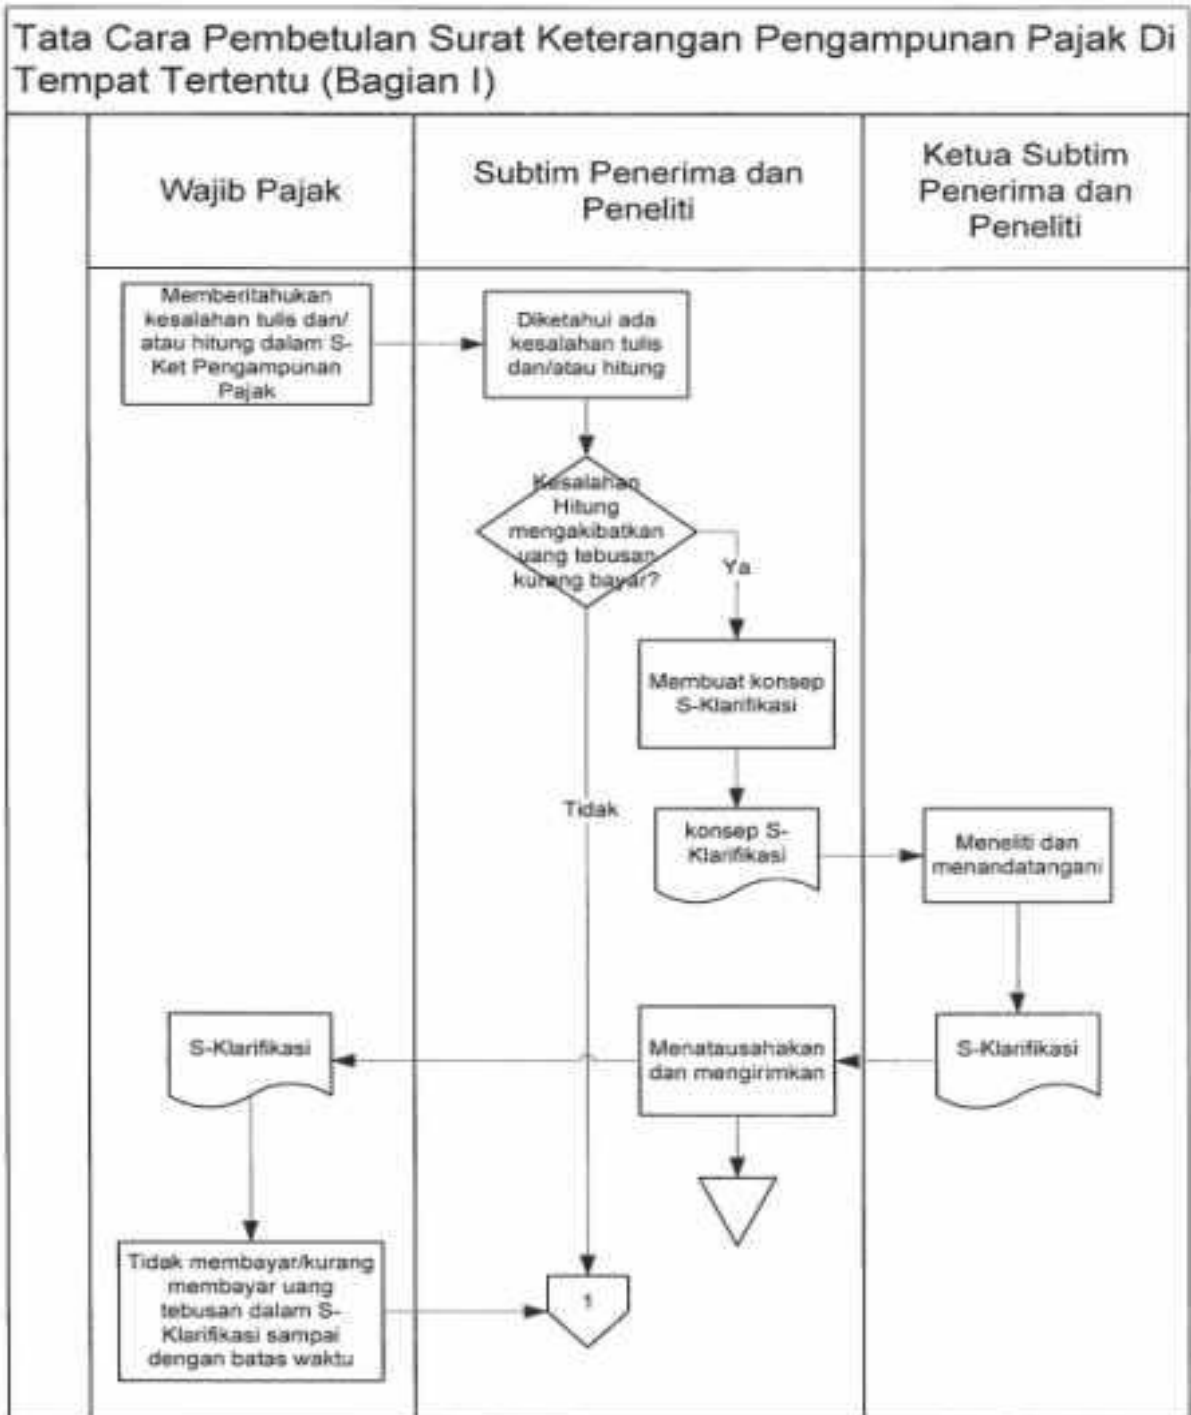 Tata Cara Pembetulan Surat Keterangan Pengampunan Pajak Di
Tempat Tertentu (Bagian I)
Wajib Pajak
Subtim Penerima dan
Peneliti
Ketua Subtim
Penerima dan
Peneliti
Memberitahukan
kesalahan tulis dan/
atau hitung dalam S-
Ket Pengampunan
Pajak
Diketahui ada
kesalahan tulis
dan/atau hitung
Kesalahan
Hitung
mengakibatkan
uang tebusan
kurang bayar?
Ya
Membuat konsep
S-Klarifikasi
Tidak
konsep S-
Klarifikasi
Meneliti dan
menandatangani
S-Klarifikasi
Menatausahakan
dan mengirimkan
S-Klarifikasi
Tidak membayar/kurang
membayar uang
tebusan dalam S-
Klarifikasi sampai
dengan batas waktu
1